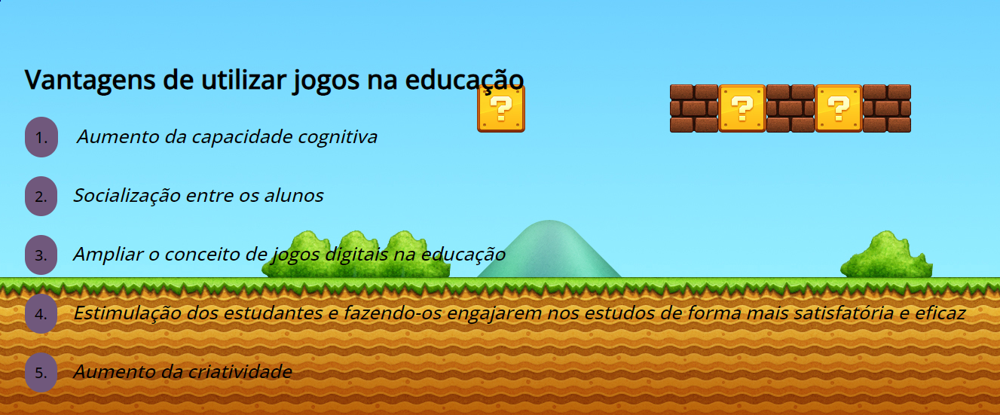 Vantagens de utilizar jogos na educação
? ? ?
1. Aumento da capacidade cognitiva
2. Socialização entre os alunos
3. Ampliar o conceito de jogos digitais na educação
4. Estimulação dos estudantes e fazendo-os engajarem nos estudos de forma mais satisfatória e eficaz
5. Aumento da criatividade